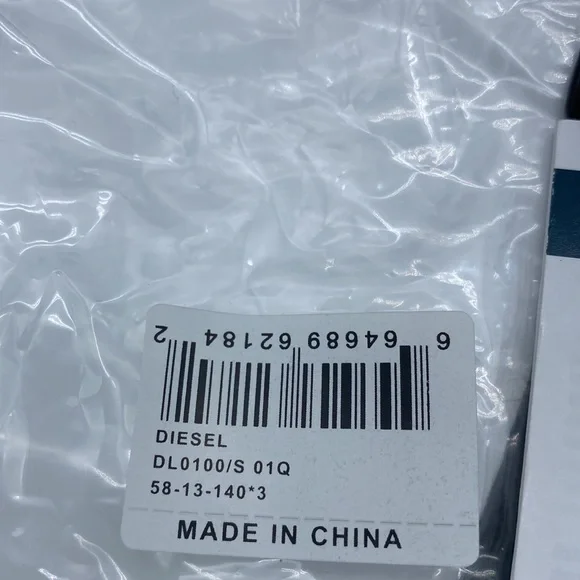 6 64689 62184 2
DIESEL
DL0100/S 01Q
58-13-140*3
MADE IN CHINA